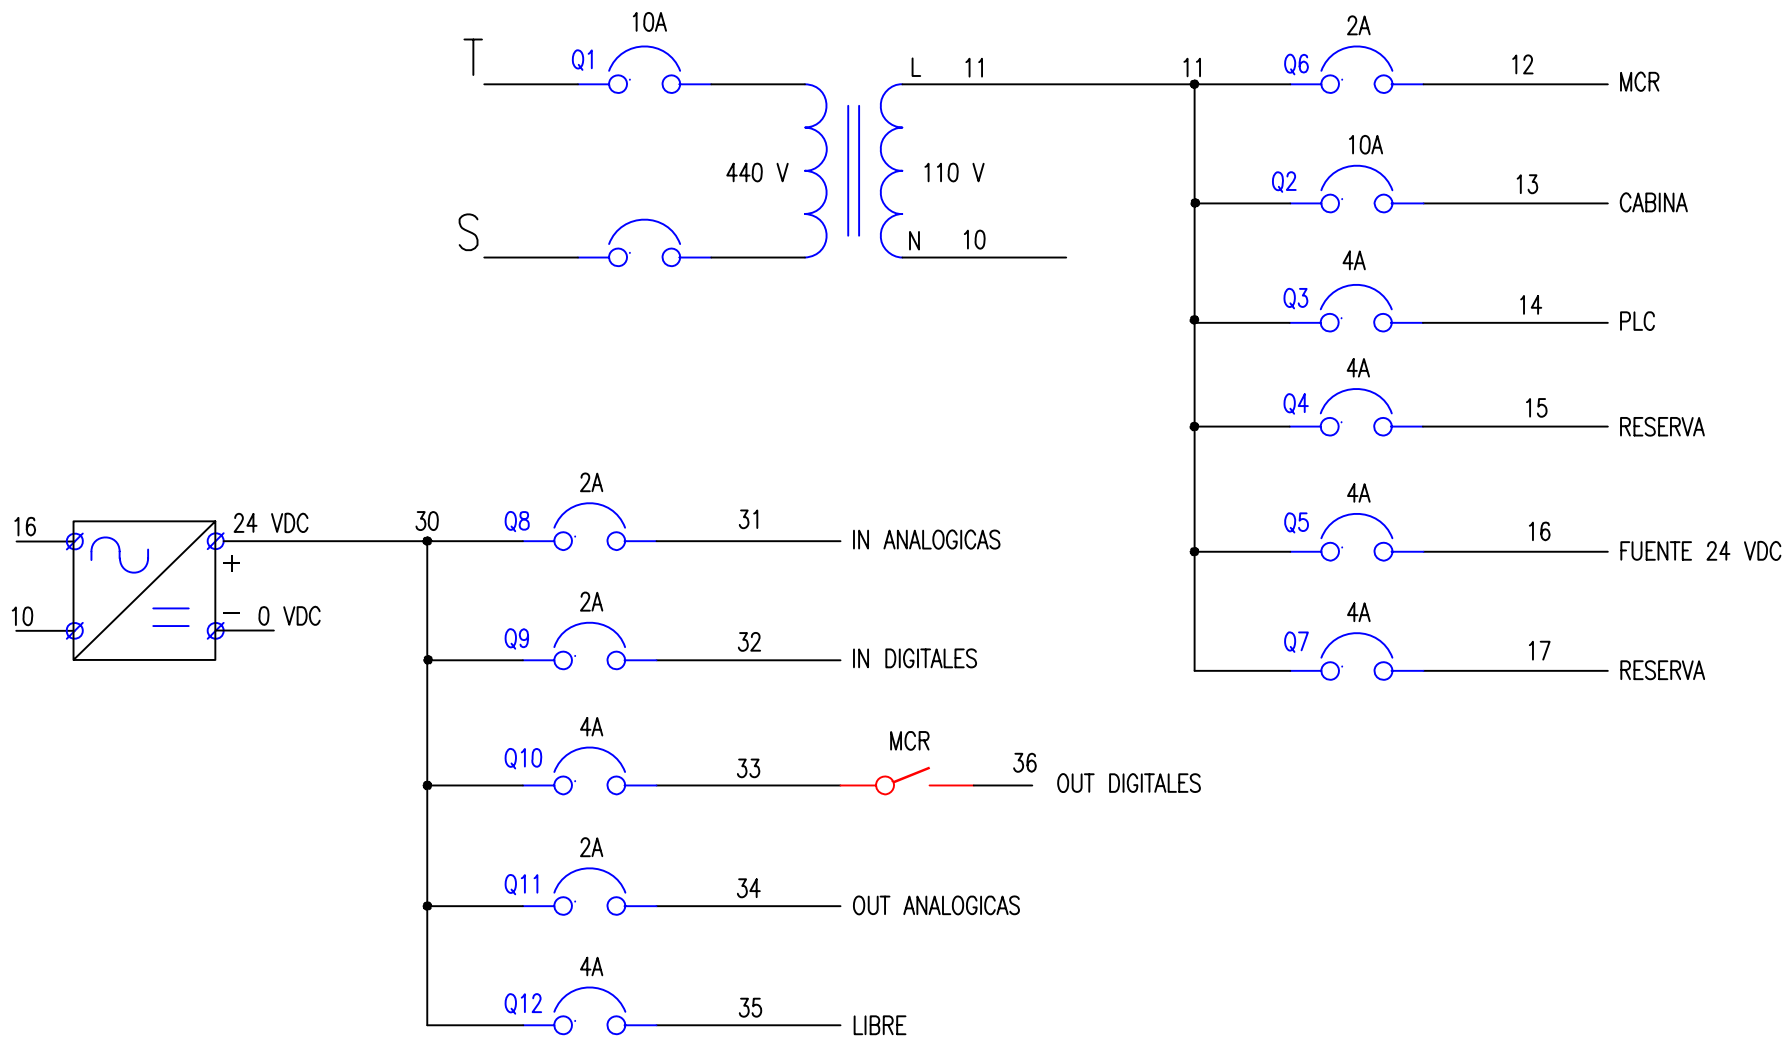 10A
T
Q1
L 11
440 V
110 V
S
N 10
11
2A
Q6
12
MCR
10A
Q2
13
CABINA
4A
Q3
14
PLC
4A
Q4
15
RESERVA
4A
Q5
16
FUENTE 24 VDC
4A
Q7
17
RESERVA
16
24 VDC
+
10
−
0 VDC
30
2A
Q8
31
IN ANALOGICAS
2A
Q9
32
IN DIGITALES
4A
Q10
33
MCR
36
OUT DIGITALES
2A
Q11
34
OUT ANALOGICAS
4A
Q12
35
LIBRE